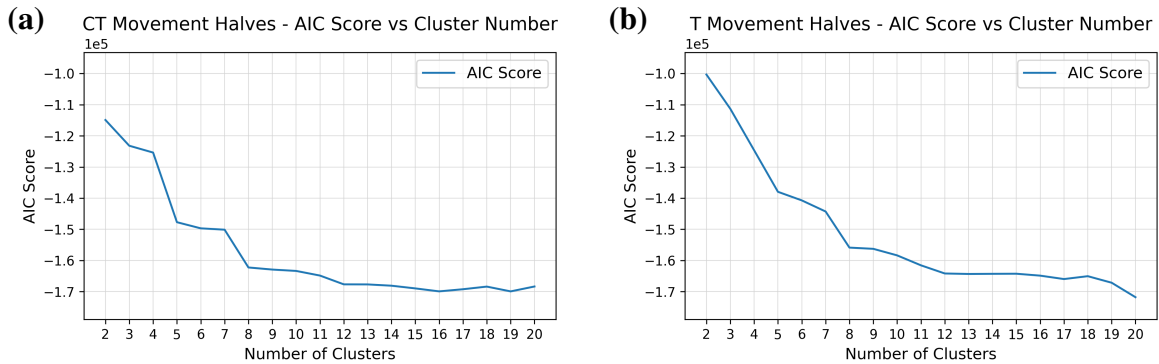 (a)
CT Movement Halves - AIC Score vs Cluster Number
1e5
AIC Score
−1.0
−1.1
−1.2
−1.3
−1.4
−1.5
−1.6
−1.7
AIC Score
2 3 4 5 6 7 8 9 10 11 12 13 14 15 16 17 18 19 20
Number of Clusters
(b)
T Movement Halves - AIC Score vs Cluster Number
1e5
AIC Score
−1.0
−1.1
−1.2
−1.3
−1.4
−1.5
−1.6
−1.7
AIC Score
2 3 4 5 6 7 8 9 10 11 12 13 14 15 16 17 18 19 20
Number of Clusters